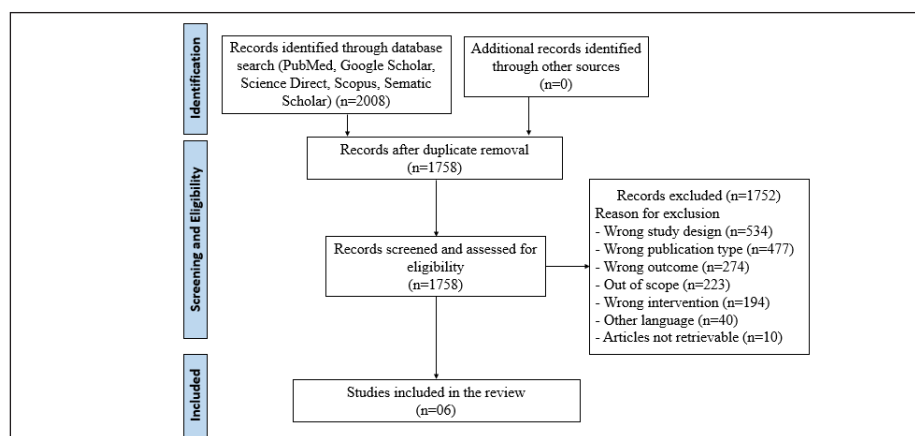 Identification
Records identified through database
search (PubMed, Google Scholar,
Science Direct, Scopus, Sematic
Scholar) (n=2008)
Additional records identified
through other sources
(n=0)
Screening and Eligibility
Records after duplicate removal
(n=1758)
Records screened and assessed for
eligibility
(n=1758)
Records excluded (n=1752)
Reason for exclusion
- Wrong study design (n=534)
- Wrong publication type (n=477)
- Wrong outcome (n=274)
- Out of scope (n=223)
- Wrong intervention (n=194)
- Other language (n=40)
- Articles not retrievable (n=10)
Included
Studies included in the review
(n=06)